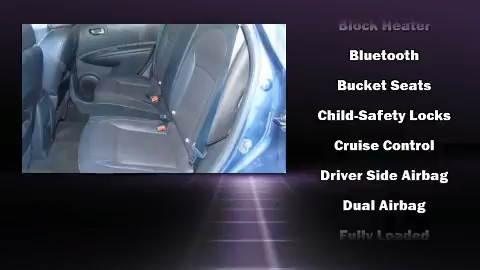 Block Heater
Bluetooth
Bucket Seats
Child-Safety Locks
Cruise Control
Driver Side Airbag
Dual Airbag
Fully Loaded